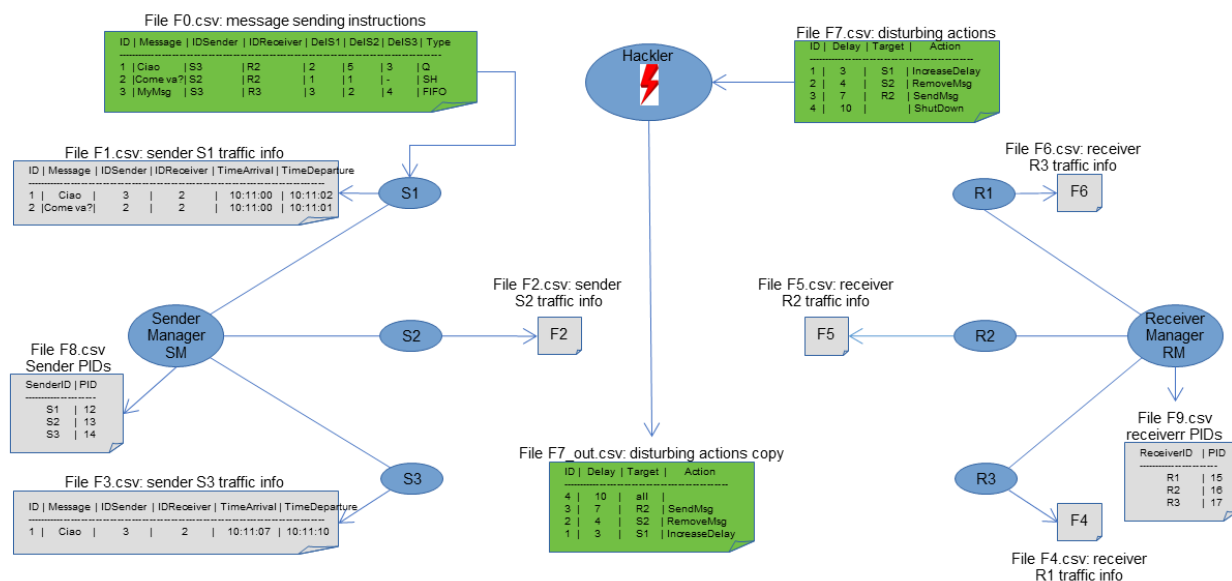 File F0.csv: message sending instructions
ID | Message | IDSender | IDReceiver | DelS1 | DelS2 | DelS3 | Type
1 |Ciao | S3 | R2 | 2 | 5 | 3 | Q
2 |Come va?| S2 | R2 | 1 | 1 | - | SH
3 | MyMsg | S3 | R3 | 3 | 2 | 4 | FIFO
Hackler
File F7.csv: disturbing actions
ID | Delay | Target | Action
1 | 3 | S1 | IncreaseDelay
2 | 4 | S2 | RemoveMsg
3 | 7 | R2 | SendMsg
4 | 10 | | ShutDown
File F1.csv: sender S1 traffic info
ID | Message | IDSender | IDReceiver | TimeArrival | TimeDeparture
1 | Ciao | 3 | 2 | 10:11:00 | 10:11:02
2 |Come va?| 2 | 2 | 10:11:00 | 10:11:01
S1
File F6.csv: receiver
R3 traffic info
R1
F6
File F2.csv: sender
S2 traffic info
File F5.csv: receiver
R2 traffic info
Sender
Manager
SM
S2
F2
F5
R2
Receiver
Manager
RM
File F8.csv
Sender PIDs
SenderID | PID
S1 | 12
S2 | 13
S3 | 14
File F9.csv
receiverr PIDs
ReceiverID | PID
R1 | 15
R2 | 16
R3 | 17
File F7_out.csv: disturbing actions copy
ID | Delay | Target | Action
4 | 10 | all |
3 | 7 | R2 | SendMsg
2 | 4 | S2 | RemoveMsg
1 | 3 | S1 | IncreaseDelay
S3
R3
File F3.csv: sender S3 traffic info
ID | Message | IDSender | IDReceiver | TimeArrival | TimeDeparture
1 | Ciao | 3 | 2 | 10:11:07 | 10:11:10
F4
File F4.csv: receiver
R1 traffic info